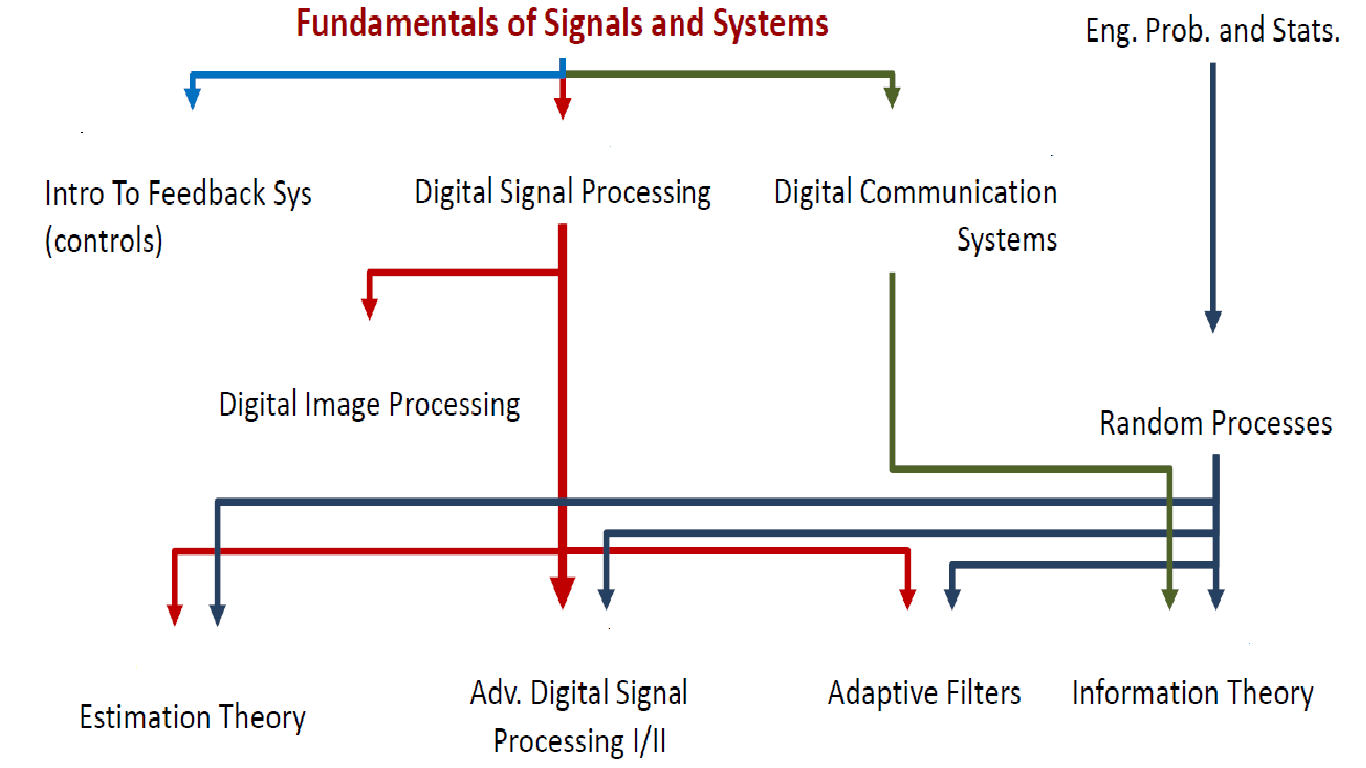 Fundamentals of Signals and Systems
Eng. Prob. and Stats.
Intro To Feedback Sys
(controls)
Digital Signal Processing
Digital Communication
Systems
Digital Image Processing
Random Processes
Estimation Theory
Adv. Digital Signal
Processing I/II
Adaptive Filters
Information Theory